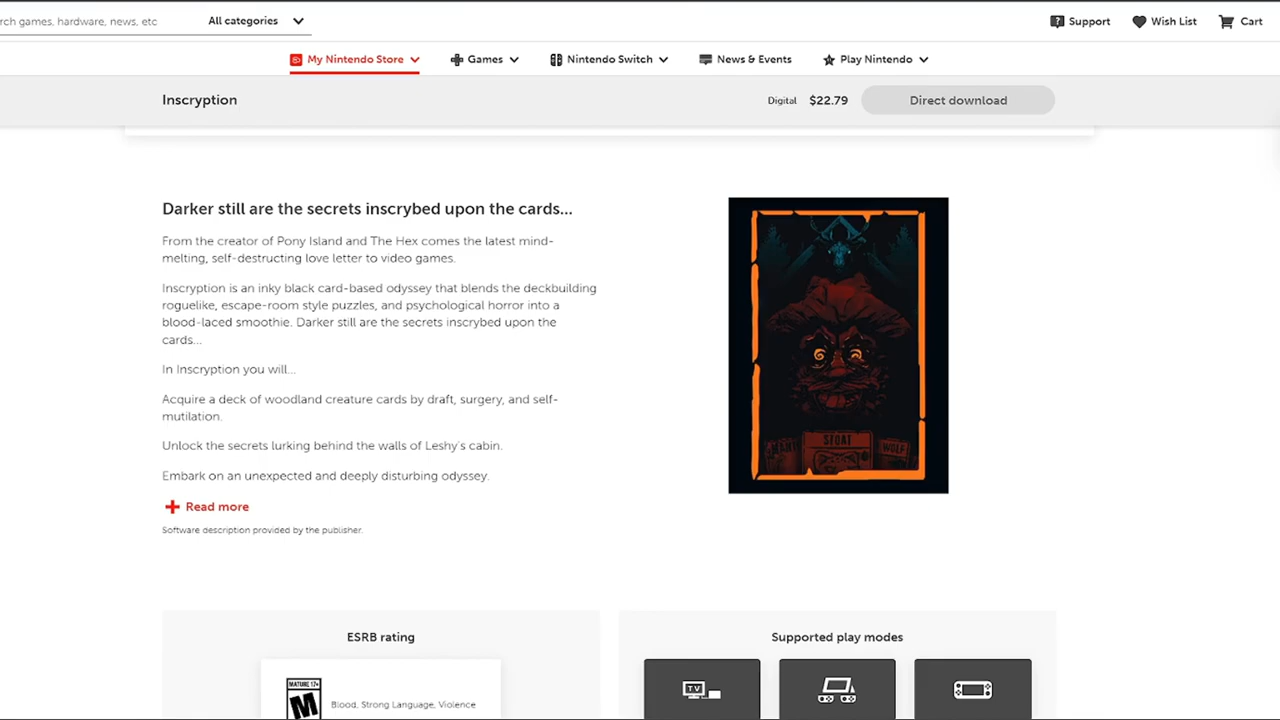 rch games, hardware, news, etc
All categories
Support
Wish List
Cart
My Nintendo Store
Games
Nintendo Switch
News & Events
Play Nintendo
Inscryption
Digital $22.79
Direct download
Darker still are the secrets inscrybed upon the cards...
From the creator of Pony Island and The Hex comes the latest mind-
melting, self-destructing love letter to video games.
Inscryption is an inky black card-based odyssey that blends the deckbuilding
roguelike, escape-room style puzzles, and psychological horror into a
blood-laced smoothie. Darker still are the secrets inscrybed upon the
cards...
In Inscryption you will...
Acquire a deck of woodland creature cards by draft, surgery, and self-
mutilation.
Unlock the secrets lurking behind the walls of Leshy's cabin.
Embark on an unexpected and deeply disturbing odyssey.
Read more
Software description provided by the publisher.
STOAT
WOLF
ESRB rating
MATURE 17+
M
Blood, Strong Language, Violence
Supported play modes
TV